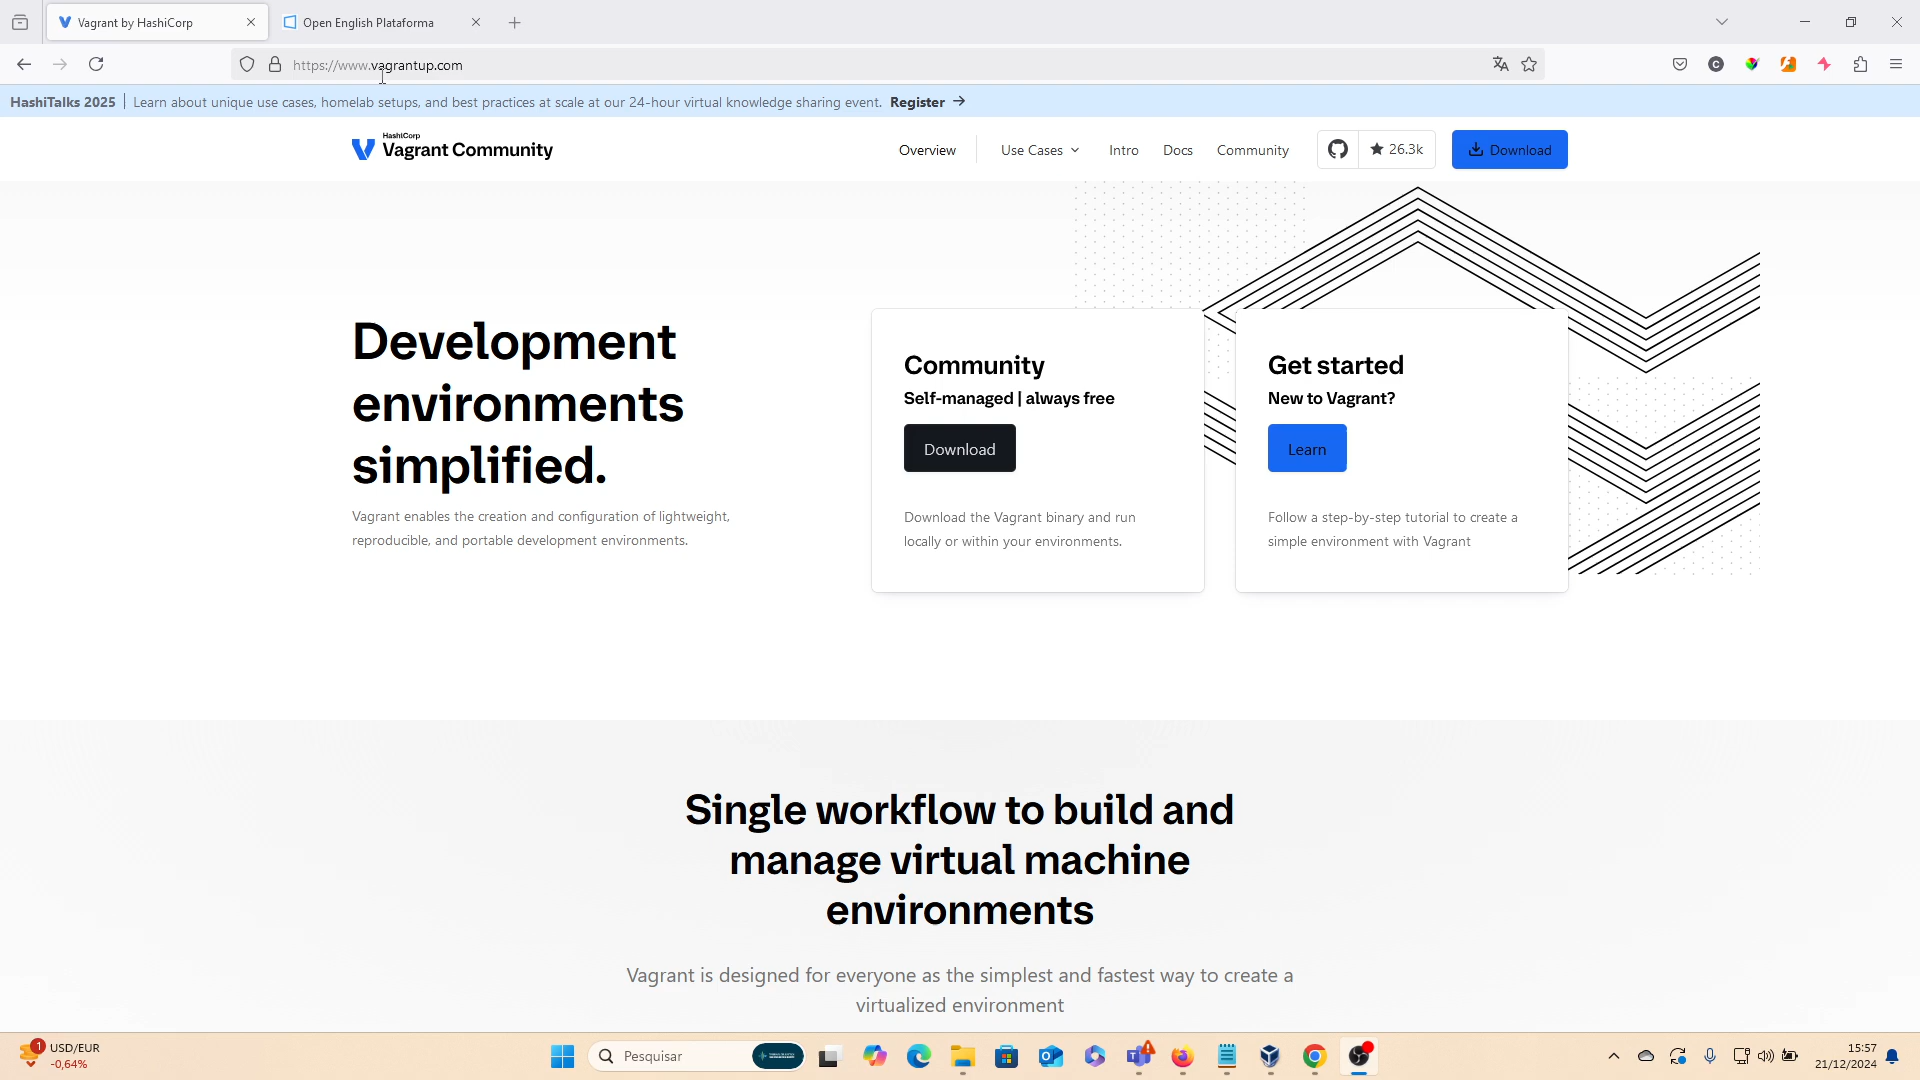 Vagrant by HashiCorp
Open English Plataforma
https://www.vagrantup.com
HashiTalks 2025 | Learn about unique use cases, homelab setups, and best practices at scale at our 24-hour virtual knowledge sharing event. Register →
HashiCorp
Vagrant Community
Overview
Use Cases
Intro
Docs
Community
26.3k
Download
Development
environments
simplified.
Vagrant enables the creation and configuration of lightweight,
reproducible, and portable development environments.
Community
Self-managed | always free
Download
Download the Vagrant binary and run
locally or within your environments.
Get started
New to Vagrant?
Learn
Follow a step-by-step tutorial to create a
simple environment with Vagrant
Single workflow to build and
manage virtual machine
environments
Vagrant is designed for everyone as the simplest and fastest way to create a
virtualized environment
1
USD/EUR
-0,64%
Pesquisar
15:57
21/12/2024